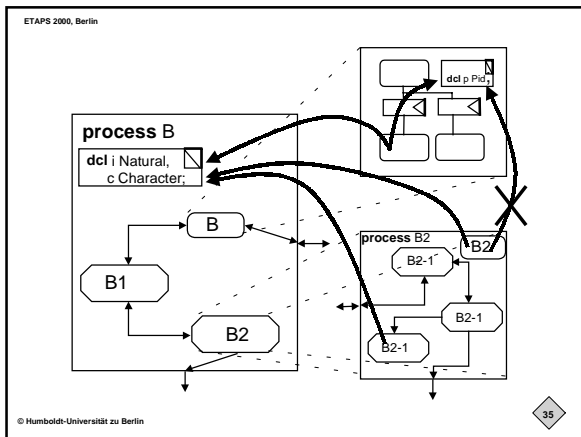 ETAPS 2000, Berlin
dcl p Pid;
process B
dcl i Natural,
c Character;
B
B1
B2
process B2
B2
B2-1
B2-1
B2-1
© Humboldt-Universität zu Berlin
35